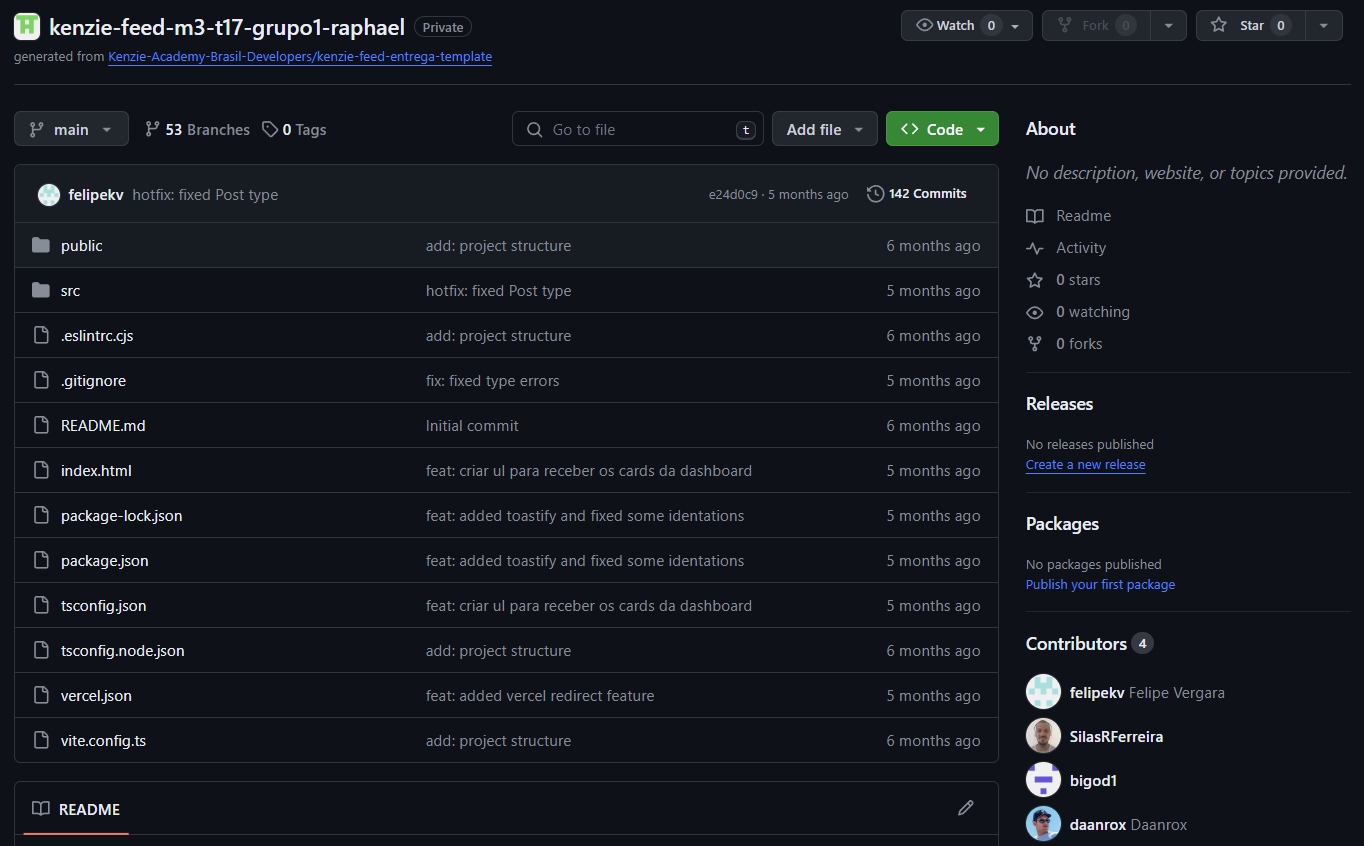 kenzie-feed-m3-t17-grupo1-raphael Private Watch 0 Fork 0 Star 0
generated from Kenzie-Academy-Brasil-Developers/kenzie-feed-entrega-template
main 53 Branches 0 Tags Go to file t Add file Code
felipekv hotfix: fixed Post type e24d0c9 · 5 months ago 142 Commits
public add: project structure 6 months ago
src hotfix: fixed Post type 5 months ago
.eslintrc.cjs add: project structure 6 months ago
.gitignore fix: fixed type errors 5 months ago
README.md Initial commit 6 months ago
index.html feat: criar ul para receber os cards da dashboard 5 months ago
package-lock.json feat: added toastify and fixed some identations 5 months ago
package.json feat: added toastify and fixed some identations 5 months ago
tsconfig.json feat: criar ul para receber os cards da dashboard 5 months ago
tsconfig.node.json add: project structure 6 months ago
vercel.json feat: added vercel redirect feature 5 months ago
vite.config.ts add: project structure 6 months ago
README
About
No description, website, or topics provided.
Readme
Activity
0 stars
0 watching
0 forks
Releases
No releases published
Create a new release
Packages
No packages published
Publish your first package
Contributors 4
felipekv Felipe Vergara
SilasRFerreira
bigod1
daanrox Daanrox